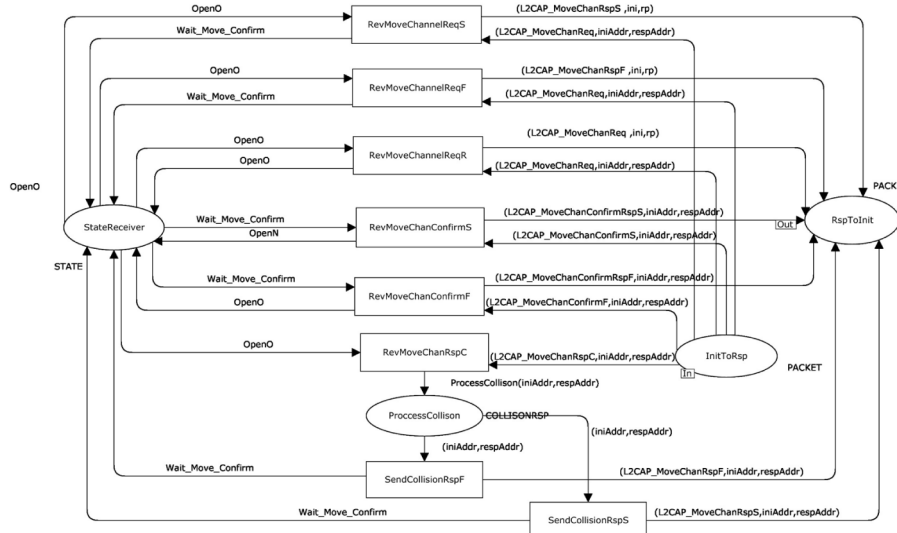 OpenO
RevMoveChannelReqS
(L2CAP_MoveChanRspS ,ini,rp)
Wait_Move_Confirm
(L2CAP_MoveChanReq,iniAddr,respAddr)
OpenO
RevMoveChannelReqF
(L2CAP_MoveChanRspF ,ini,rp)
Wait_Move_Confirm
(L2CAP_MoveChanReq,iniAddr,respAddr)
OpenO
RevMoveChannelReqR
(L2CAP_MoveChanReq ,ini,rp)
OpenO
(L2CAP_MoveChanReq,iniAddr,respAddr)
OpenO
PACK
StateReceiver
Wait_Move_Confirm
RevMoveChanConfirmS
(L2CAP_MoveChanConfirmRspS,iniAddr,respAddr)
Out
RspToInit
OpenN
(L2CAP_MoveChanConfirmS,iniAddr,respAddr)
STATE
Wait_Move_Confirm
RevMoveChanConfirmF
(L2CAP_MoveChanConfirmRspF,iniAddr,respAddr)
OpenO
(L2CAP_MoveChanConfirmF,iniAddr,respAddr)
OpenO
RevMoveChanRspC
(L2CAP_MoveChanRspC,iniAddr,respAddr)
InitToRsp
In
PACKET
ProcessCollison(iniAddr,respAddr)
ProccessCollison
COLLISONRSP
(iniAddr,respAddr)
(iniAddr,respAddr)
Wait_Move_Confirm
SendCollisionRspF
(L2CAP_MoveChanRspF,iniAddr,respAddr)
Wait_Move_Confirm
SendCollisionRspS
(L2CAP_MoveChanRspS,iniAddr,respAddr)